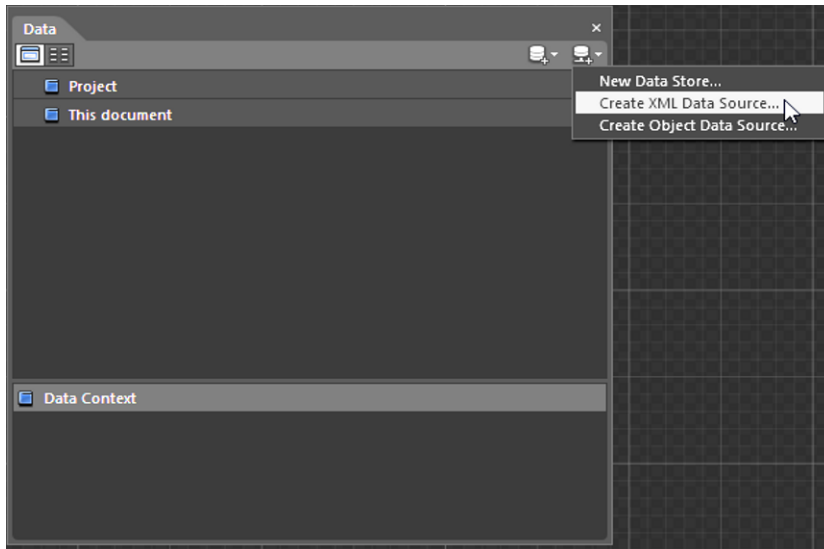 Data
Project
This document
New Data Store...
Create XML Data Source...
Create Object Data Source...
Data Context